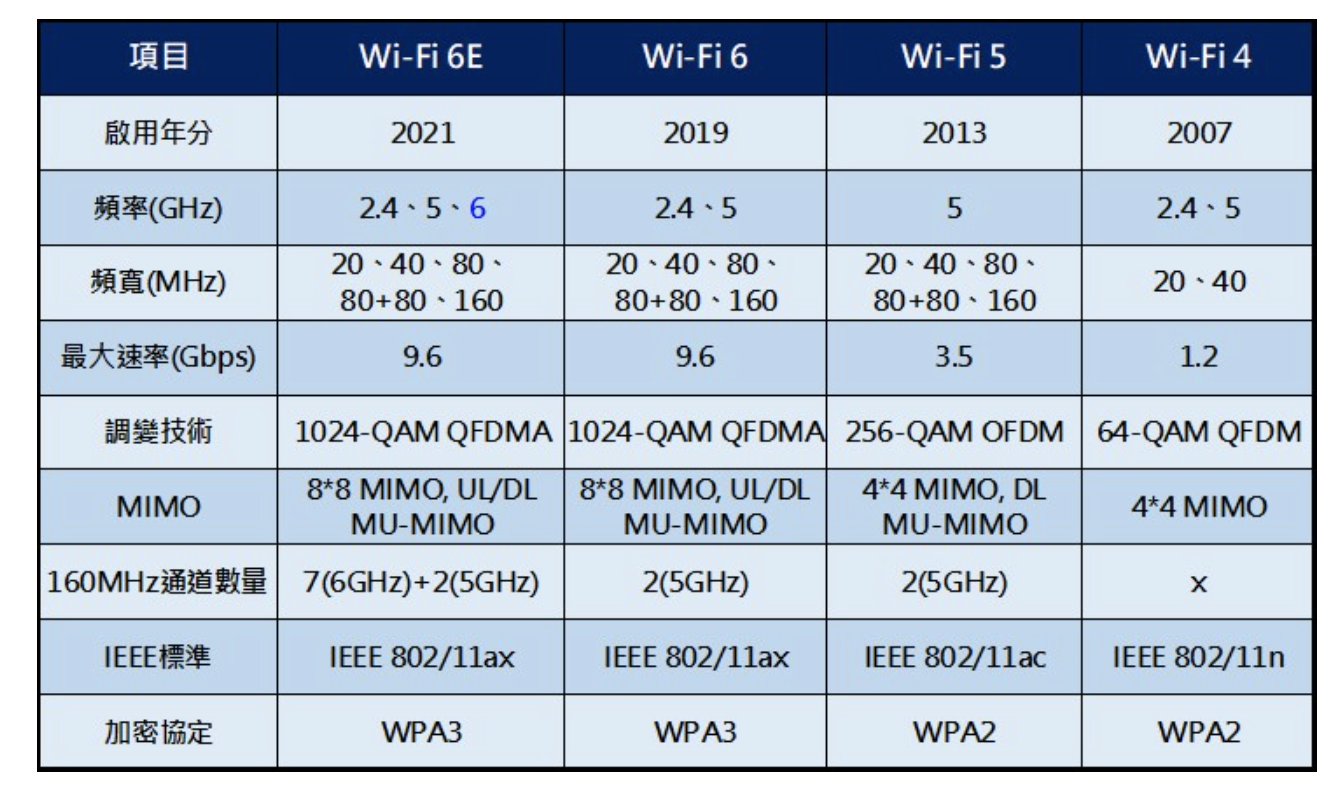 項目 Wi-Fi 6E Wi-Fi 6 Wi-Fi 5 Wi-Fi 4
啟用年分 2021 2019 2013 2007
頻率(GHz) 2.4、5、6 2.4、5 5 2.4、5
頻寬(MHz) 20、40、80、 20、40、80、 20、40、80、 20、40
80+80、160 80+80、160 80+80、160
最大速率(Gbps) 9.6 9.6 3.5 1.2
調變技術 1024-QAM QFDMA 1024-QAM QFDMA 256-QAM OFDM 64-QAM QFDM
MIMO 8*8 MIMO, UL/DL 8*8 MIMO, UL/DL 4*4 MIMO, DL 4*4 MIMO
MU-MIMO MU-MIMO MU-MIMO
160MHz通道數量 7(6GHz)+2(5GHz) 2(5GHz) 2(5GHz) x
IEEE標準 IEEE 802/11ax IEEE 802/11ax IEEE 802/11ac IEEE 802/11n
加密協定 WPA3 WPA3 WPA2 WPA2